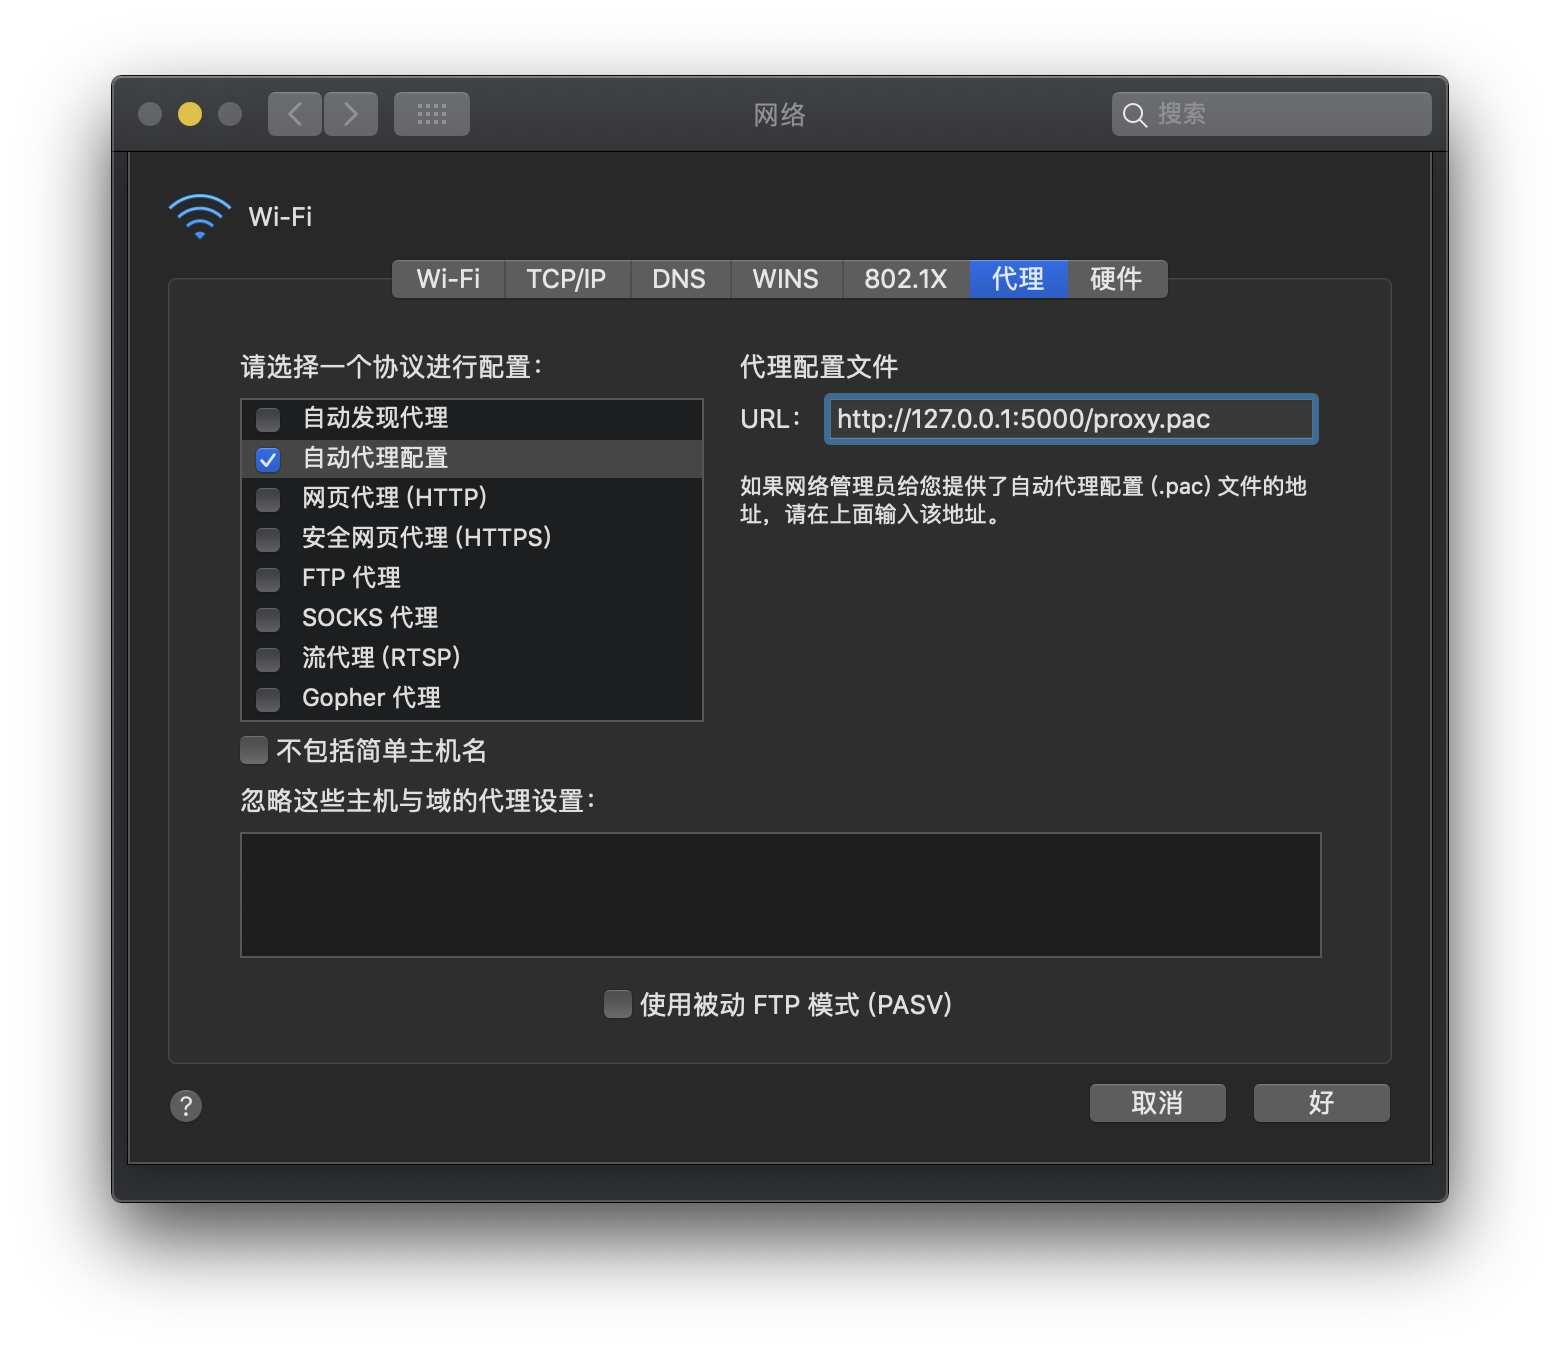 网络
搜索
Wi-Fi
Wi-Fi TCP/IP DNS WINS 802.1X 代理 硬件
请选择一个协议进行配置：
自动发现代理
自动代理配置
网页代理 (HTTP)
安全网页代理 (HTTPS)
FTP 代理
SOCKS 代理
流代理 (RTSP)
Gopher 代理
代理配置文件
URL： http://127.0.0.1:5000/proxy.pac
如果网络管理员给您提供了自动代理配置 (.pac) 文件的地
址，请在上面输入该地址。
不包括简单主机名
忽略这些主机与域的代理设置：
使用被动 FTP 模式 (PASV)
?
取消 好